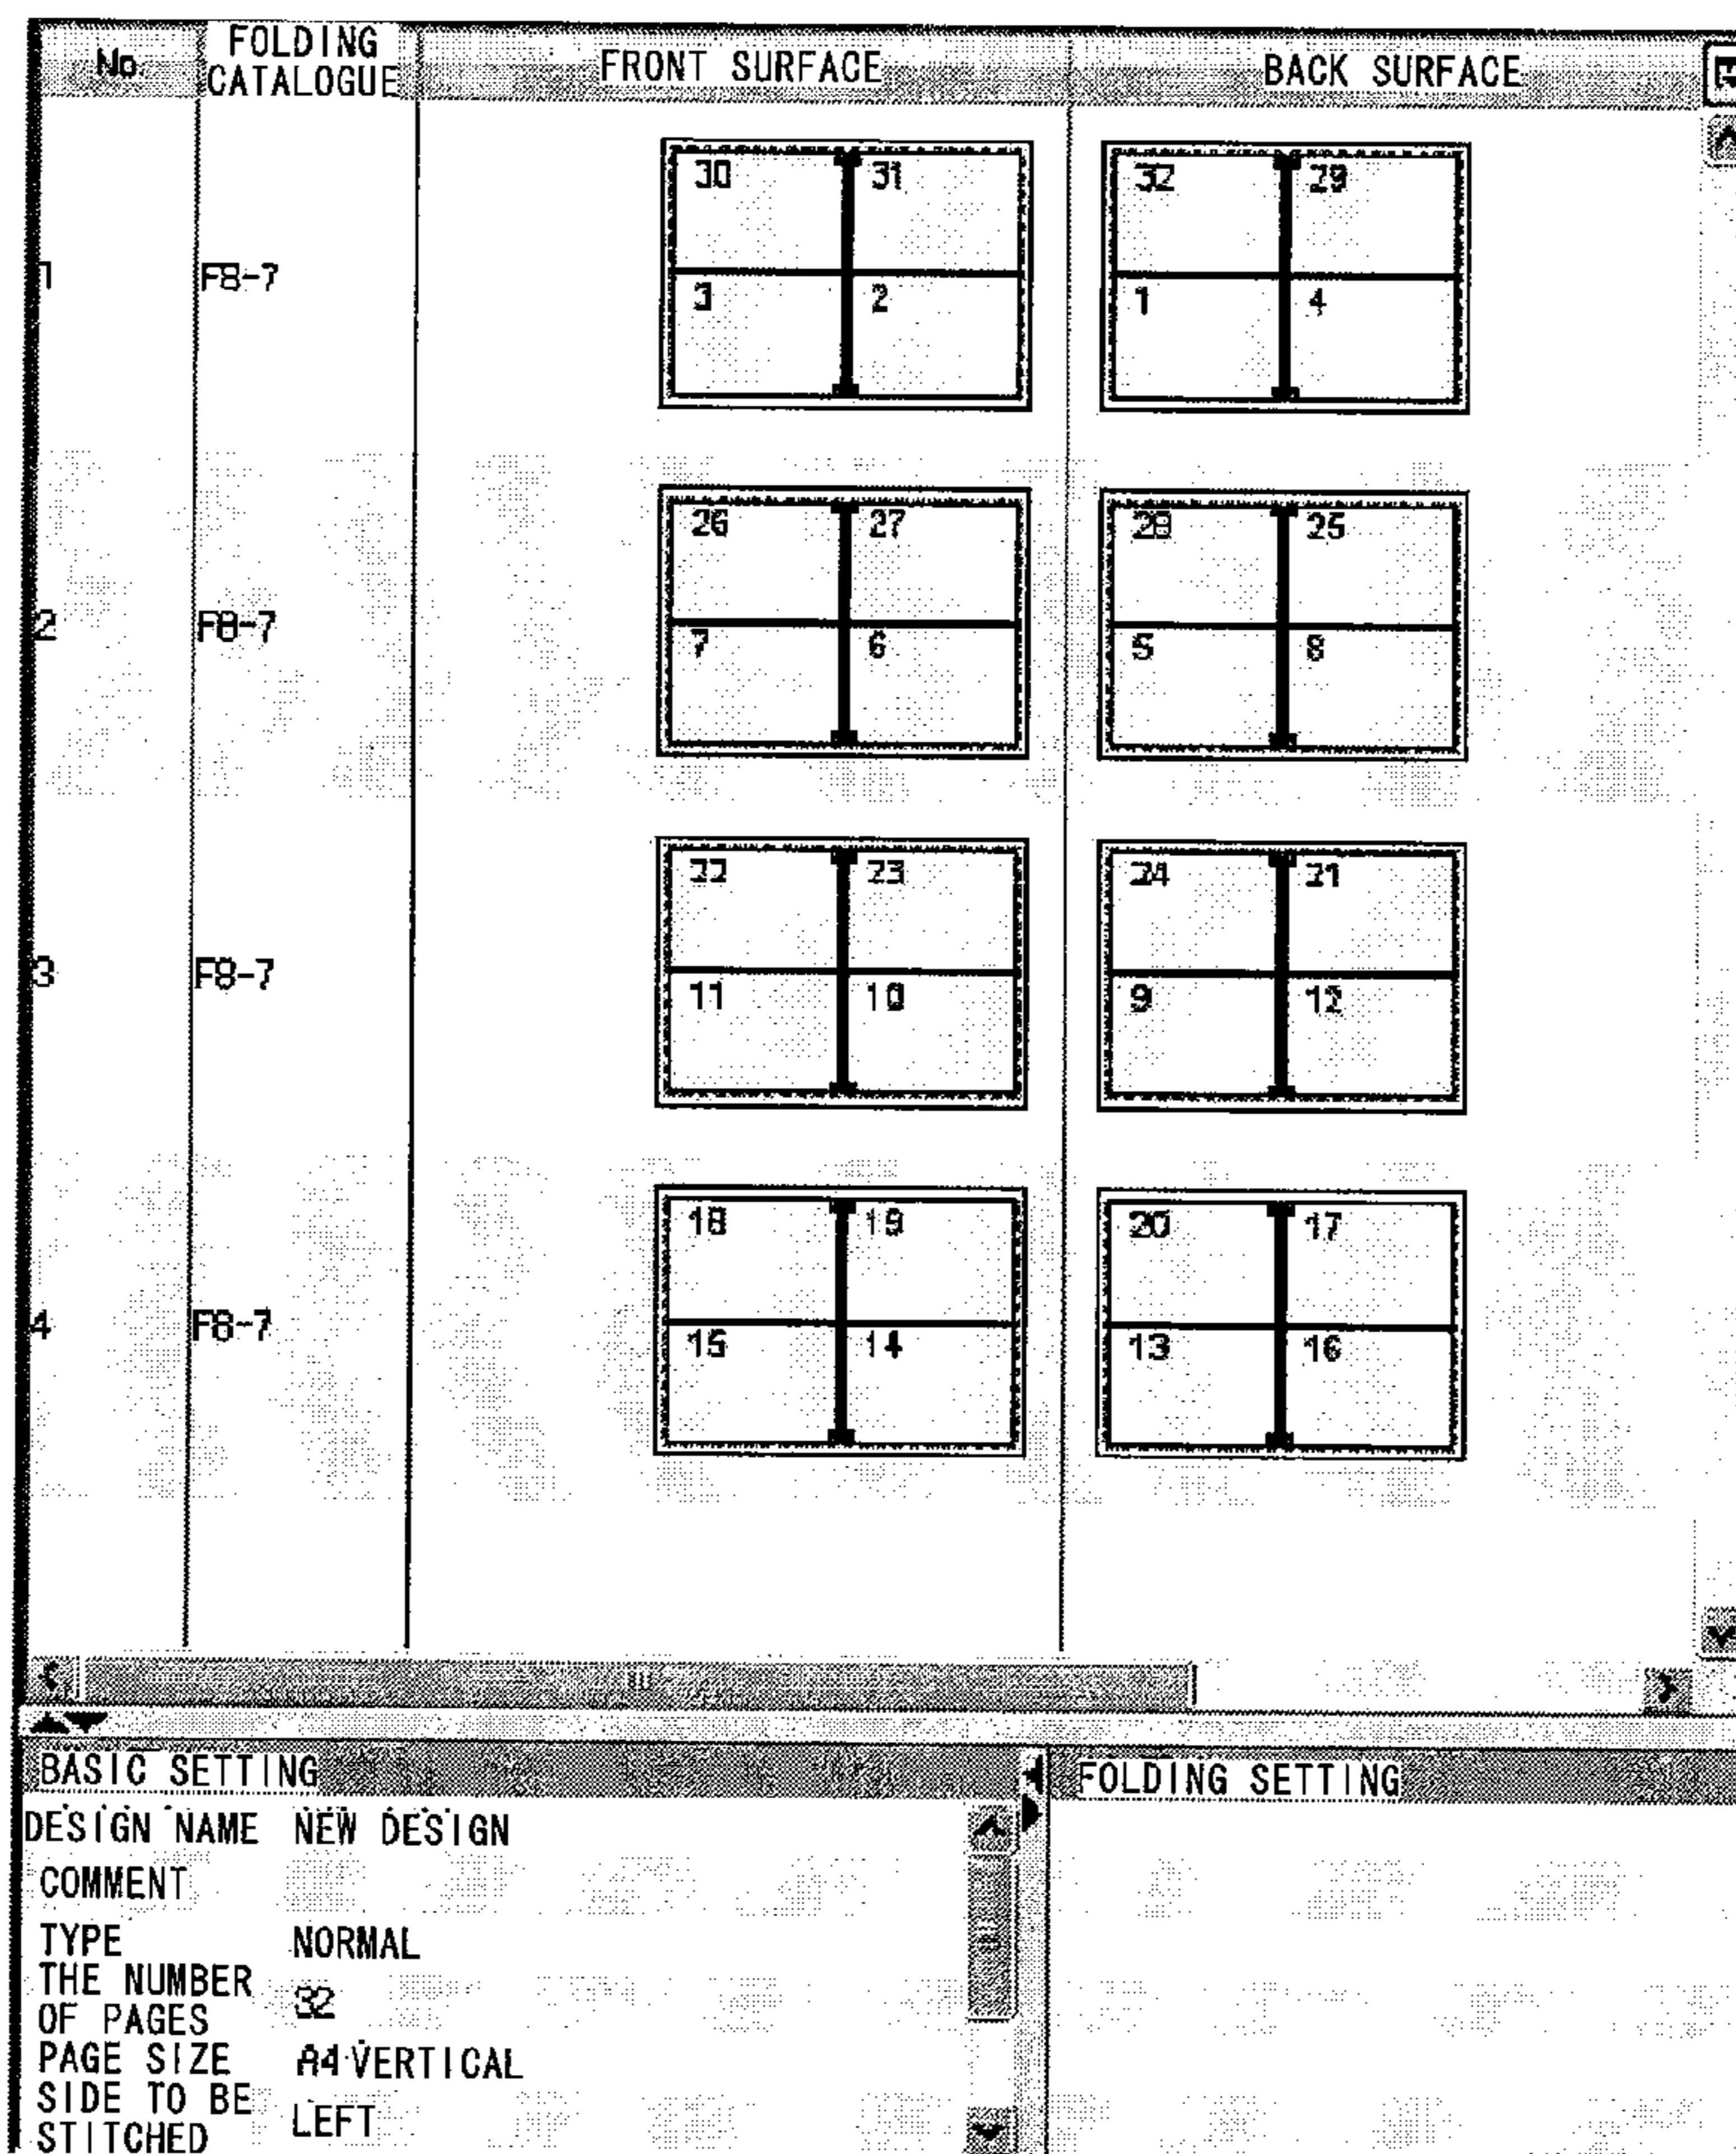 No. FOLDING CATALOGUE FRONT SURFACE BACK SURFACE
30 31 32 29
1 F8-7
3 2 1 4
26 27 28 25
2 F8-7
7 6 5 8
22 23 24 21
3 F8-7
11 10 9 12
18 19 20 17
4 F8-7
15 14 13 16
BASIC SETTING
DESIGN NAME NEW DESIGN
COMMENT
TYPE NORMAL
THE NUMBER
OF PAGES 32
PAGE SIZE A4 VERTICAL
SIDE TO BE
STITCHED LEFT
FOLDING SETTING